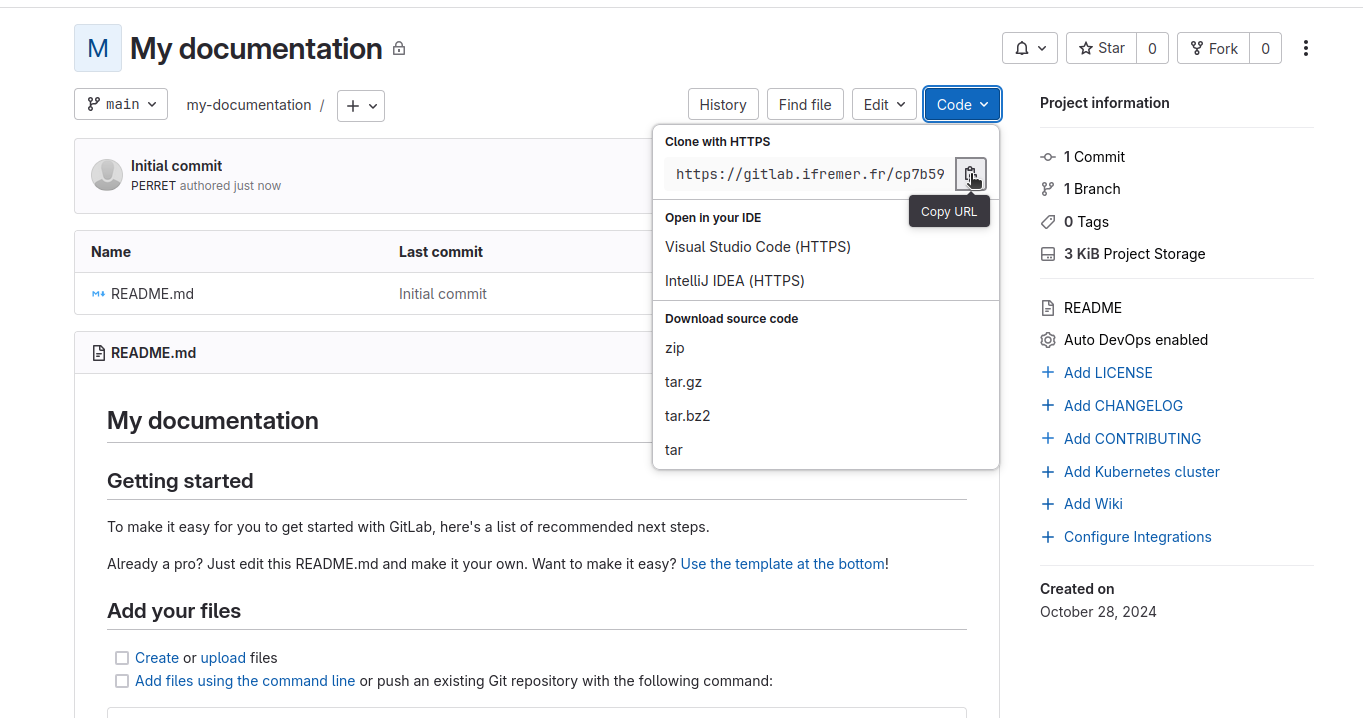 M My documentation
Star 0
Fork 0
main
my-documentation /
History
Find file
Edit
Code
Initial commit
PERRET authored just now
Name Last commit
README.md Initial commit
README.md
My documentation
Getting started
To make it easy for you to get started with GitLab, here's a list of recommended next steps.
Already a pro? Just edit this README.md and make it your own. Want to make it easy? Use the template at the bottom!
Add your files
Create or upload files
Add files using the command line or push an existing Git repository with the following command:
Clone with HTTPS
https://gitlab.ifremer.fr/cp7b59
Copy URL
Open in your IDE
Visual Studio Code (HTTPS)
IntelliJ IDEA (HTTPS)
Download source code
zip
tar.gz
tar.bz2
tar
Project information
1 Commit
1 Branch
0 Tags
3 KiB Project Storage
README
Auto DevOps enabled
Add LICENSE
Add CHANGELOG
Add CONTRIBUTING
Add Kubernetes cluster
Add Wiki
Configure Integrations
Created on
October 28, 2024